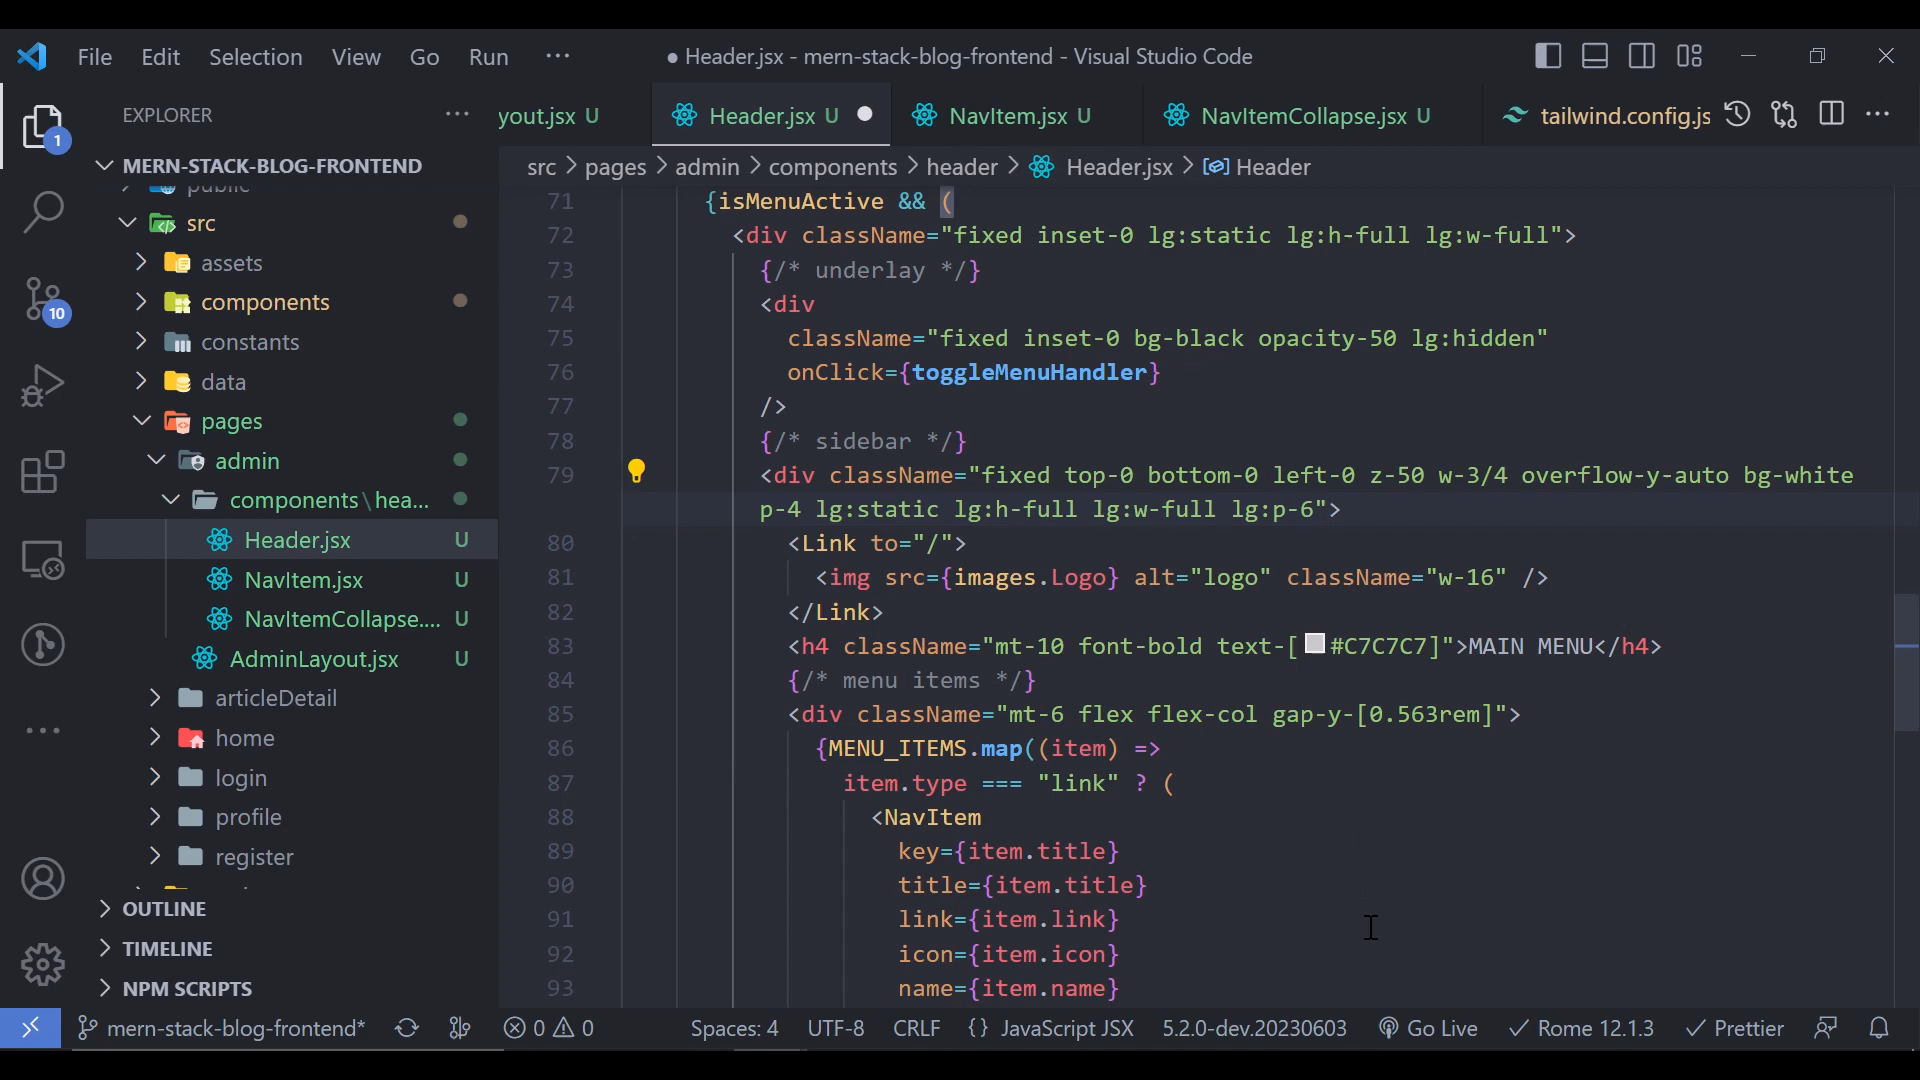 File Edit Selection View Go Run ··· ● Header.jsx - mern-stack-blog-frontend - Visual Studio Code
EXPLORER ···
yout.jsx U Header.jsx U NavItem.jsx U NavItemCollapse.jsx U tailwind.config.js ···
MERN-STACK-BLOG-FRONTEND
src > pages > admin > components > header > Header.jsx > Header
1
10
public
src
assets
components
constants
data
pages
admin
components\hea...
Header.jsx U
NavItem.jsx U
NavItemCollapse.... U
AdminLayout.jsx U
articleDetail
home
login
profile
register
OUTLINE
TIMELINE
NPM SCRIPTS
71 {isMenuActive && (
72 <div className="fixed inset-0 lg:static lg:h-full lg:w-full">
73 {/* underlay */}
74 <div
75 className="fixed inset-0 bg-black opacity-50 lg:hidden"
76 onClick={toggleMenuHandler}
77 />
78 {/* sidebar */}
79 <div className="fixed top-0 bottom-0 left-0 z-50 w-3/4 overflow-y-auto bg-white
p-4 lg:static lg:h-full lg:w-full lg:p-6">
80 <Link to="/">
81 <img src={images.Logo} alt="logo" className="w-16" />
82 </Link>
83 <h4 className="mt-10 font-bold text-[#C7C7C7]">MAIN MENU</h4>
84 {/* menu items */}
85 <div className="mt-6 flex flex-col gap-y-[0.563rem]">
86 {MENU_ITEMS.map((item) =>
87 item.type === "link" ? (
88 <NavItem
89 key={item.title}
90 title={item.title}
91 link={item.link}
92 icon={item.icon}
93 name={item.name}
mern-stack-blog-frontend* 0 0 Spaces: 4 UTF-8 CRLF {} JavaScript JSX 5.2.0-dev.20230603 Go Live Rome 12.1.3 Prettier